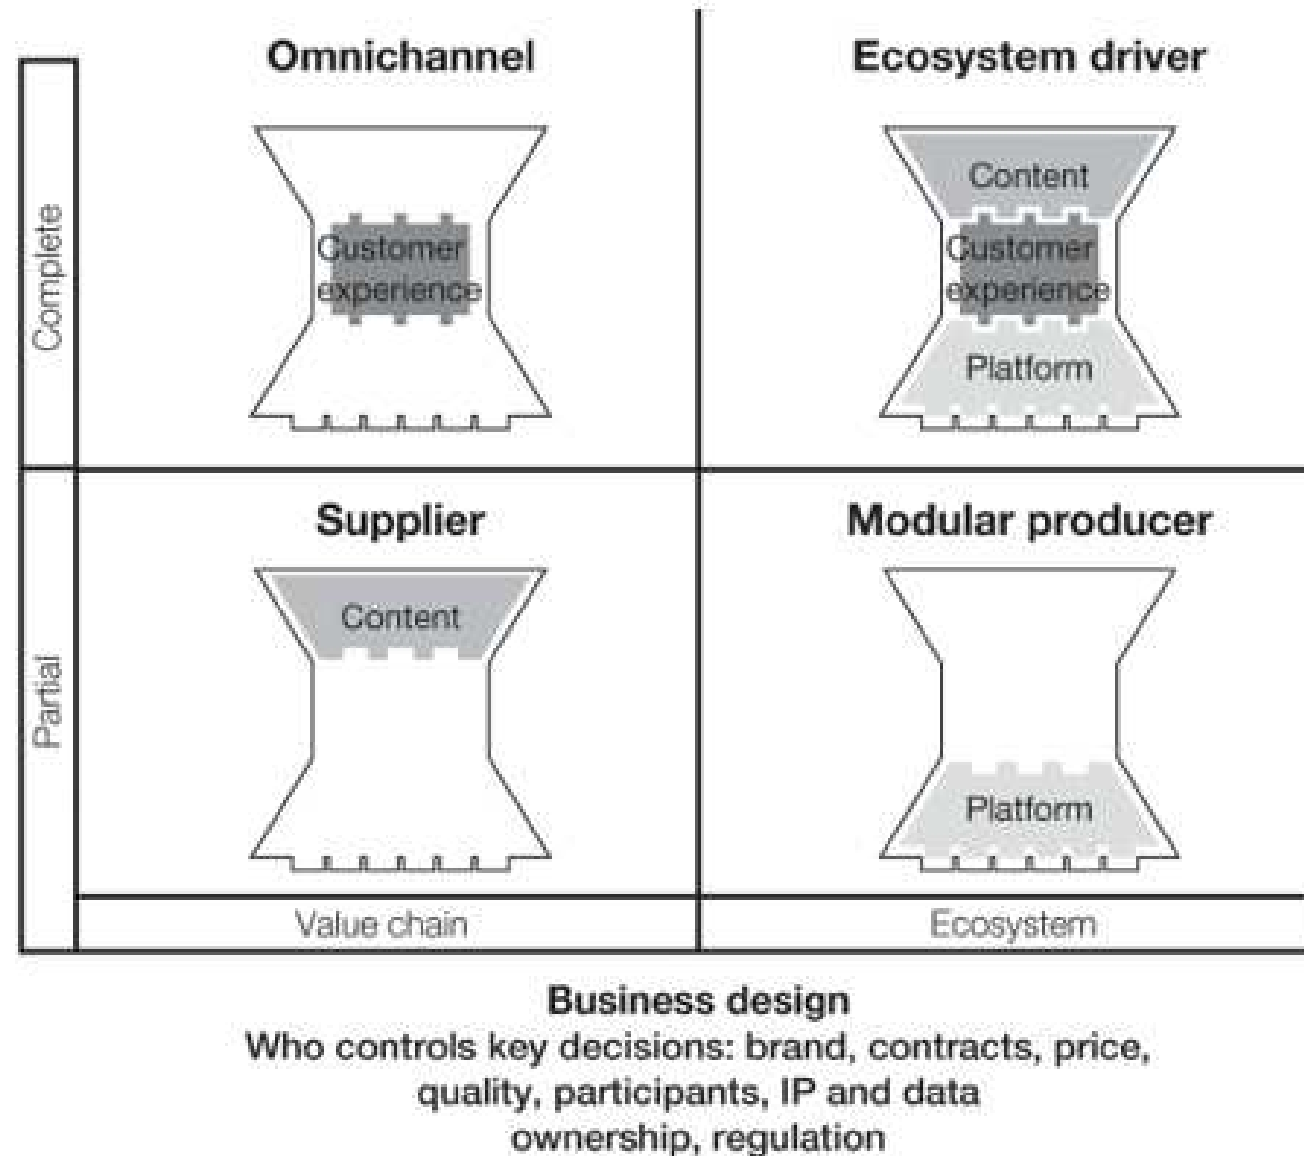 Omnichannel
Ecosystem driver
Complete
Customer
experience
Content
Customer
experience
Platform
Supplier
Modular producer
Partial
Content
Platform
Value chain
Ecosystem
Business design
Who controls key decisions: brand, contracts, price,
quality, participants, IP and data
ownership, regulation